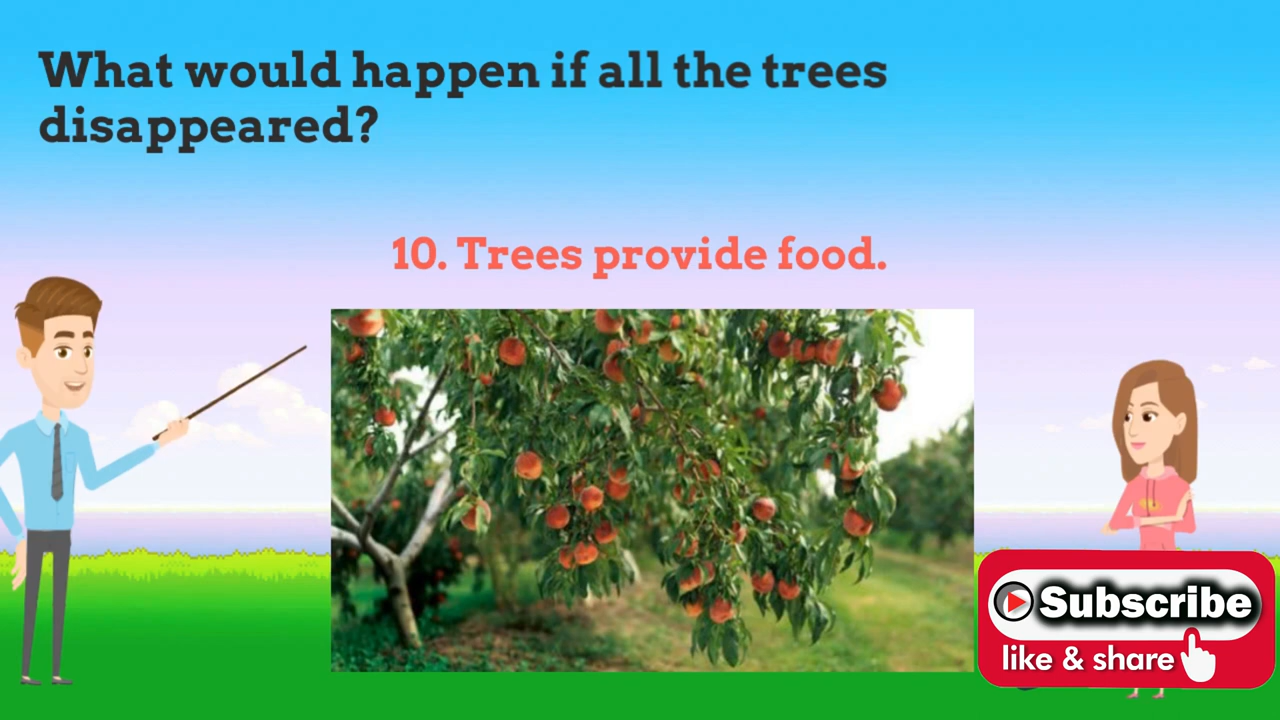 What would happen if all the trees
disappeared?
10. Trees provide food.
Subscribe
like & share